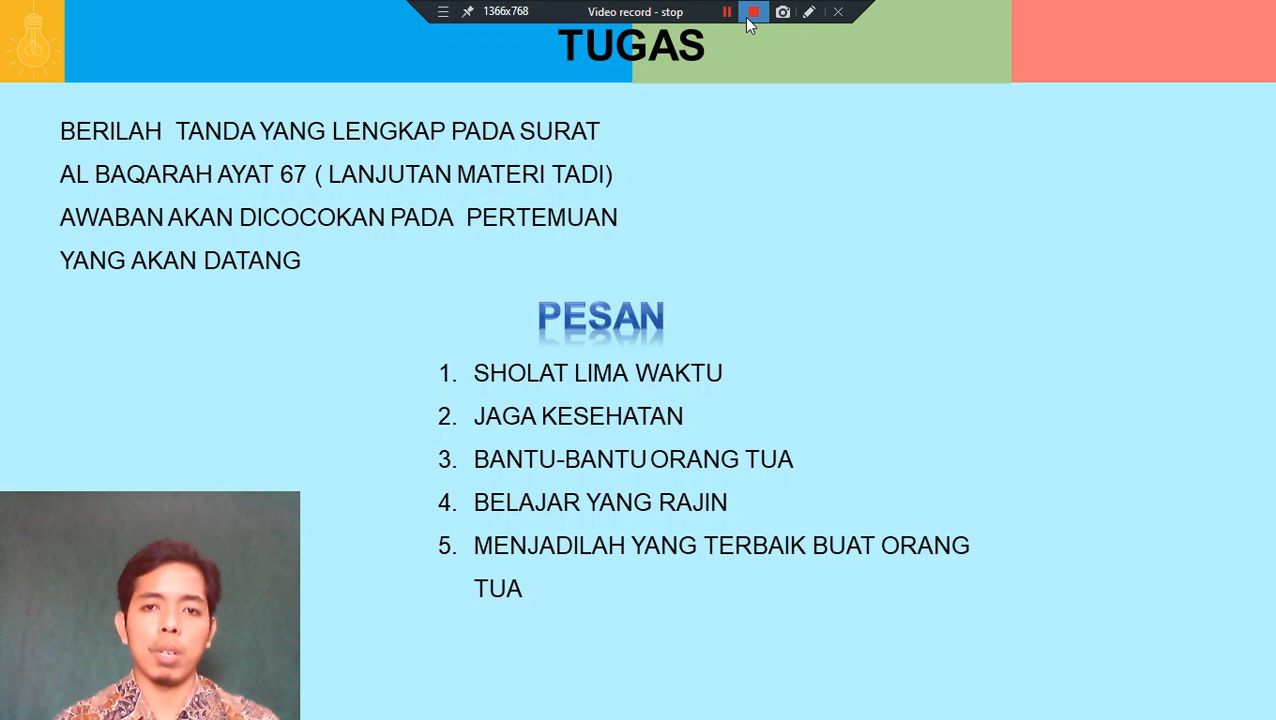 1366x768
Video record - stop
TUGAS
BERILAH TANDA YANG LENGKAP PADA SURAT
AL BAQARAH AYAT 67 ( LANJUTAN MATERI TADI)
AWABAN AKAN DICOCOKAN PADA PERTEMUAN
YANG AKAN DATANG
PESAN
1. SHOLAT LIMA WAKTU
2. JAGA KESEHATAN
3. BANTU-BANTU ORANG TUA
4. BELAJAR YANG RAJIN
5. MENJADILAH YANG TERBAIK BUAT ORANG
TUA